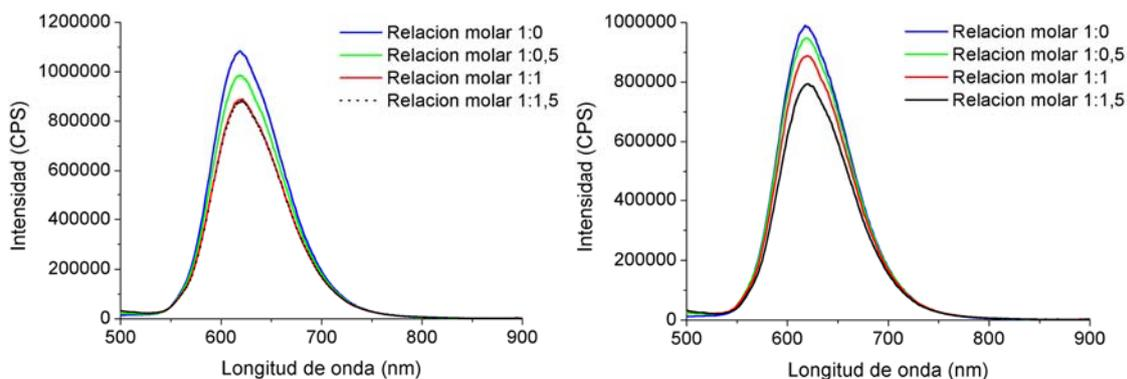 1200000
1000000
800000
600000
400000
200000
0
500
600
700
800
900
Intensidad (CPS)
Longitud de onda (nm)
Relacion molar 1:0
Relacion molar 1:0,5
Relacion molar 1:1
Relacion molar 1:1,5
1000000
800000
600000
400000
200000
0
500
600
700
800
900
Intensidad (CPS)
Longitud de onda (nm)
Relacion molar 1:0
Relacion molar 1:0,5
Relacion molar 1:1
Relacion molar 1:1,5